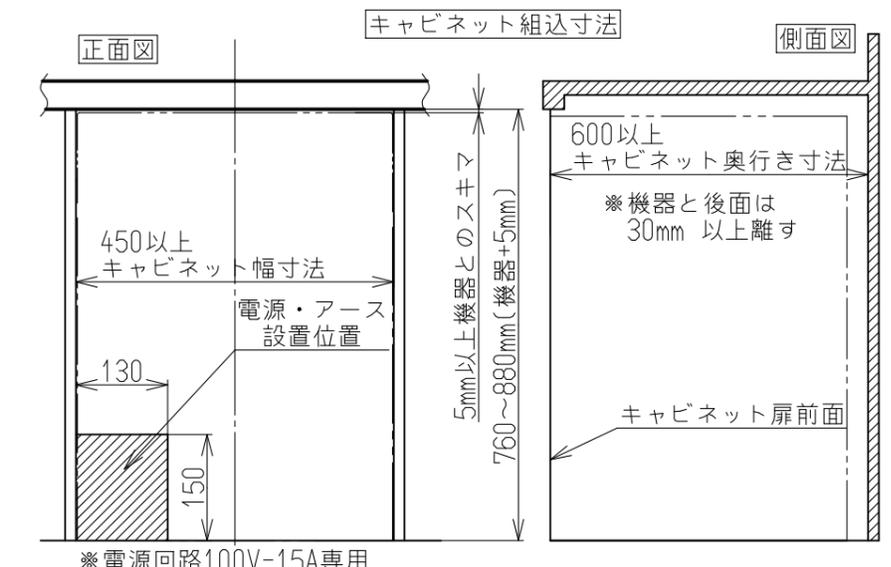 キャビネット組込寸法
正面図
側面図
600以上
キャビネット奥行き寸法
※機器と後面は
30mm 以上離す
450以上
キャビネット幅寸法
電源・アース
設置位置
5mm以上機器とのスキマ
760～880mm(機器+5mm)
130
150
キャビネット扉前面
※電源回路100V-15A専用